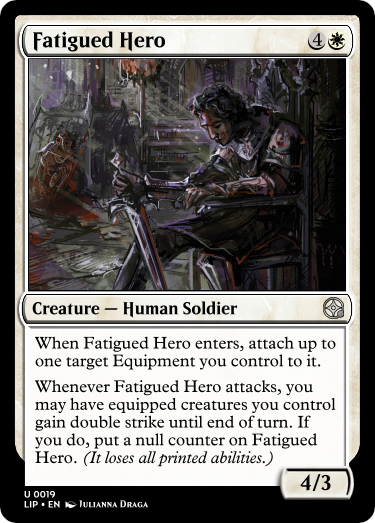 Fatigued Hero
4
Creature — Human Soldier
When Fatigued Hero enters, attach up to
one target Equipment you control to it.
Whenever Fatigued Hero attacks, you
may have equipped creatures you control
gain double strike until end of turn. If
you do, put a null counter on Fatigued
Hero. (It loses all printed abilities.)
4/3
U 0019
LIP • EN Julianna Draga